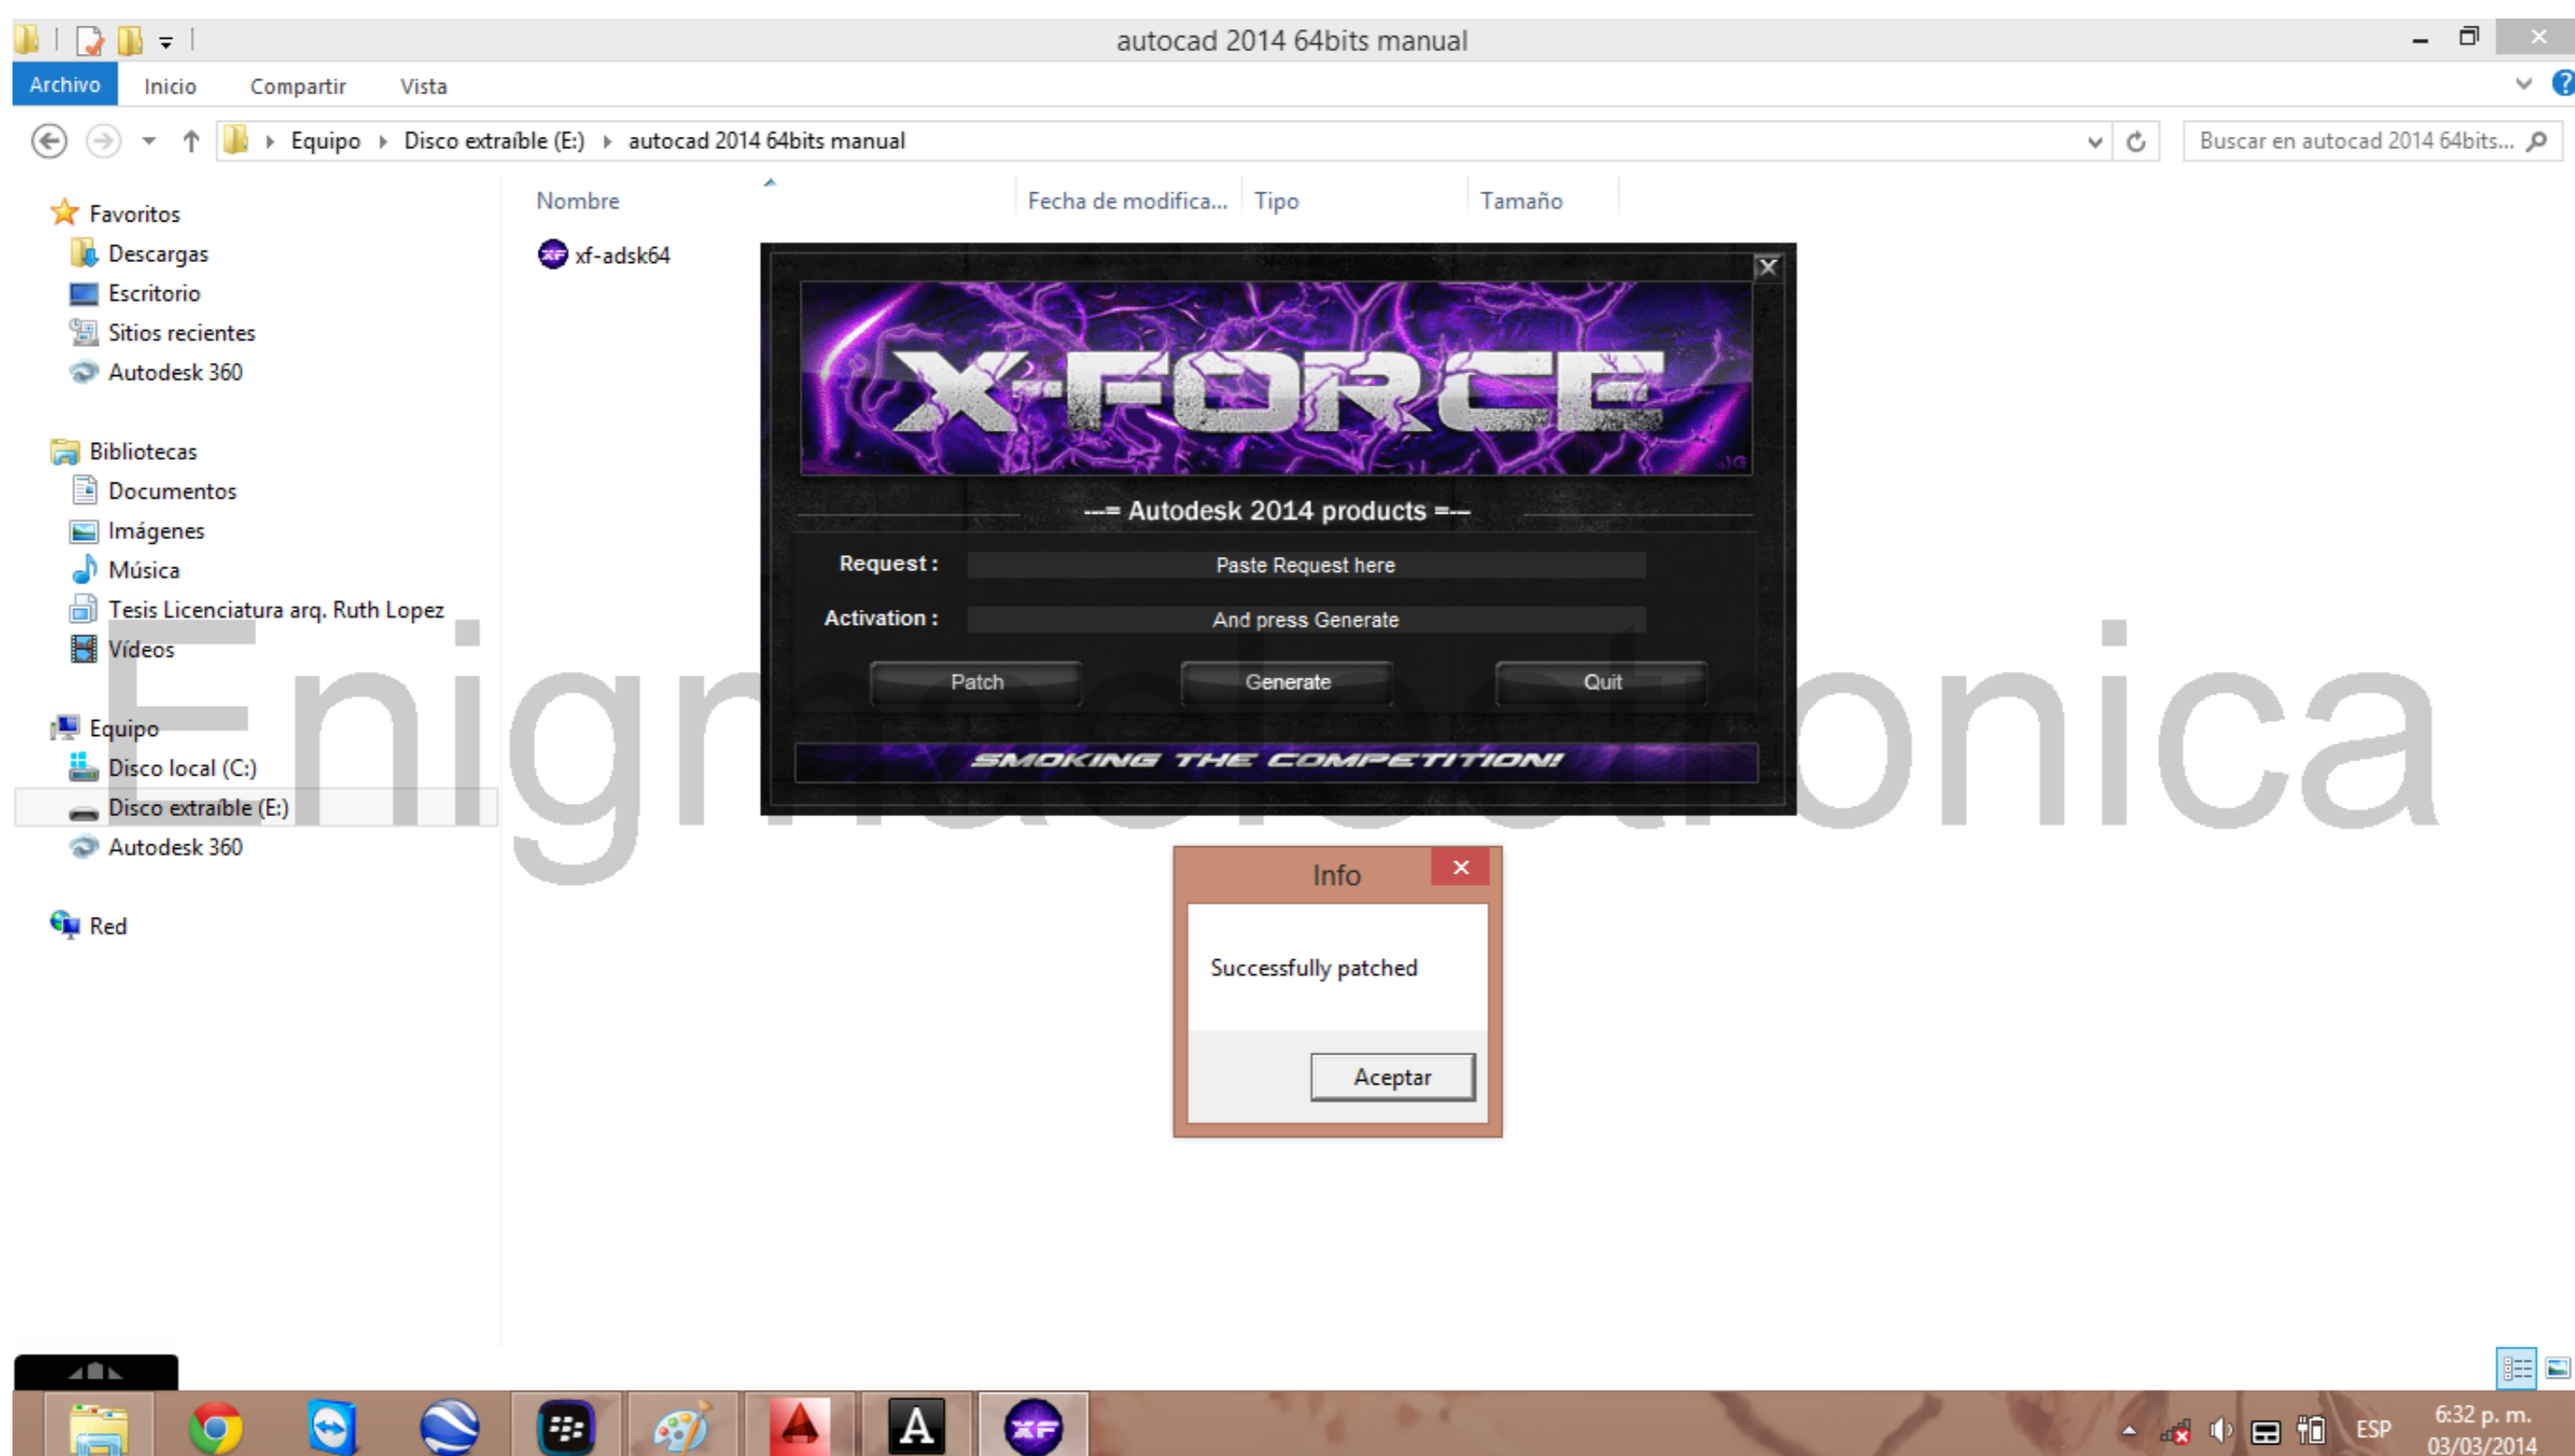 autocad 2014 64bits manual
Archivo Inicio Compartir Vista
Equipo Disco extraíble (E:) autocad 2014 64bits manual
Buscar en autocad 2014 64bits...
Nombre Fecha de modifica... Tipo Tamaño
Favoritos
Descargas
Escritorio
Sitios recientes
Autodesk 360
Bibliotecas
Documentos
Imágenes
Música
Tesis Licenciatura arq. Ruth Lopez
Vídeos
Equipo
Disco local (C:)
Disco extraíble (E:)
Autodesk 360
Red
XF xf-adsk64
X-FORCE
JG
---= Autodesk 2014 products =---
Request : Paste Request here
Activation : And press Generate
Patch Generate Quit
SMOKING THE COMPETITION!
Enigmaelectronica
Info
Successfully patched
Aceptar
A
XF
ESP
6:32 p. m.
03/03/2014